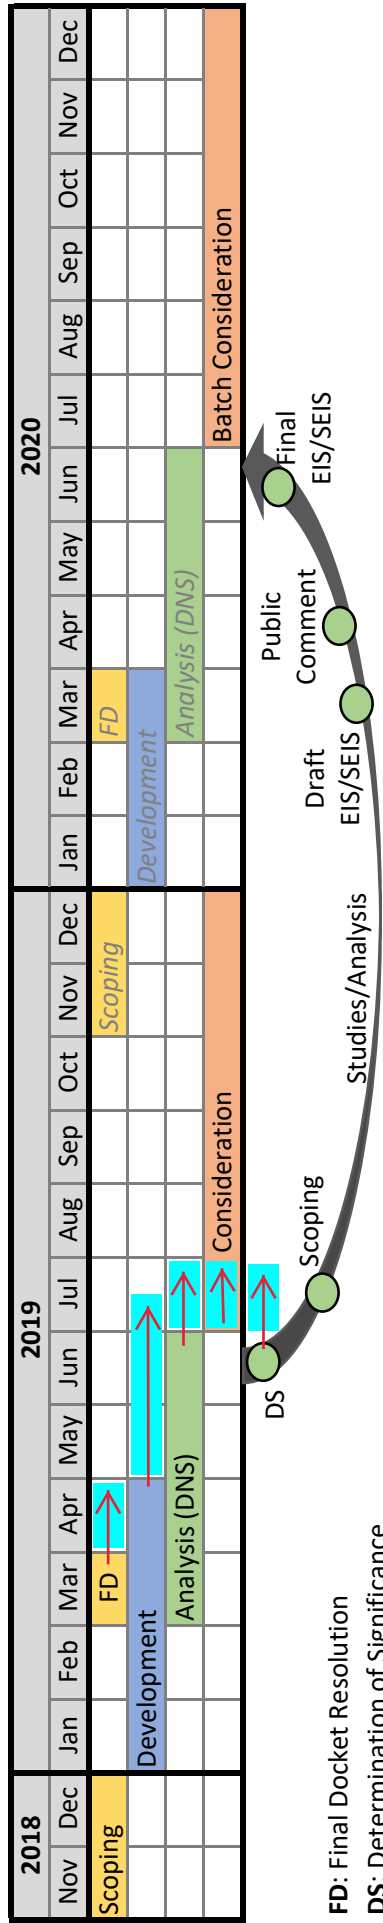 2018 2019 2020
Nov Dec Jan Feb Mar Apr May Jun Jul Aug Sep Oct Nov Dec Jan Feb Mar Apr May Jun Jul Aug Sep Oct Nov Dec
Scoping FD Scoping FD
Development Development
Analysis (DNS) Analysis (DNS)
Consideration Batch Consideration
DS
Scoping
Studies/Analysis
Draft
EIS/SEIS
Public
Comment
Final
EIS/SEIS
FD: Final Docket Resolution
DS: Determination of Significance